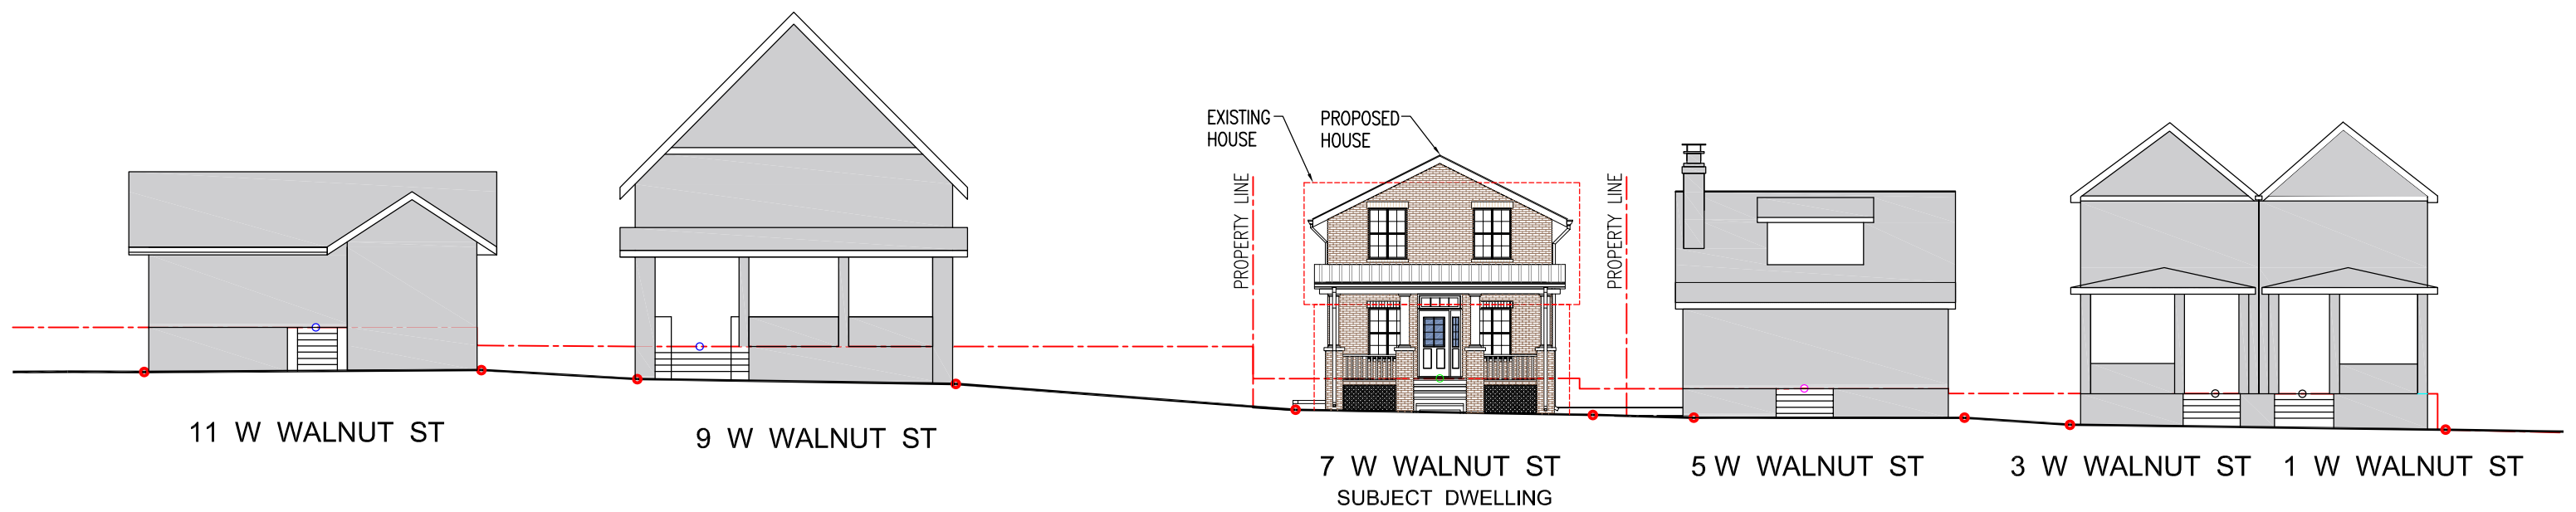 EXISTING
HOUSE
PROPOSED
HOUSE
PROPERTY LINE
PROPERTY LINE
11 W WALNUT ST
9 W WALNUT ST
7 W WALNUT ST
SUBJECT DWELLING
5 W WALNUT ST
3 W WALNUT ST
1 W WALNUT ST